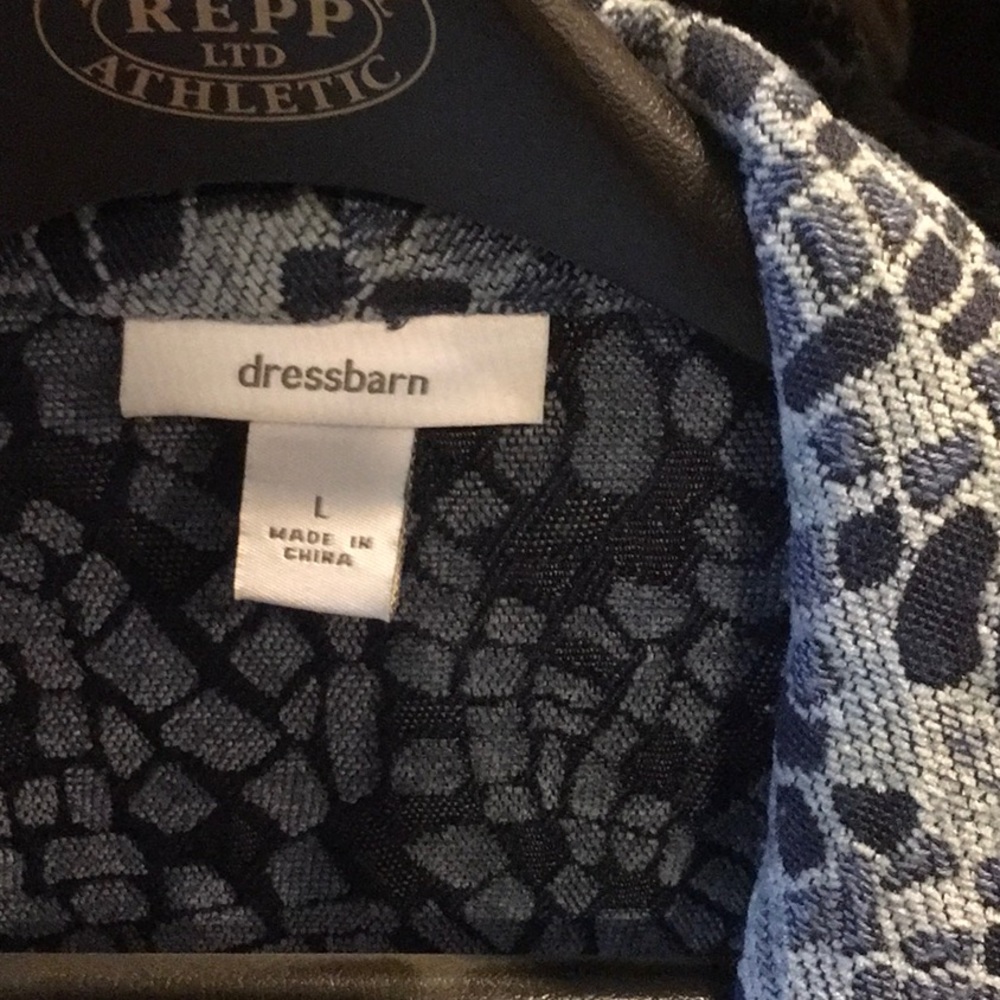 REPP
LTD
ATHLETIC
dressbarn
L
MADE IN
CHINA